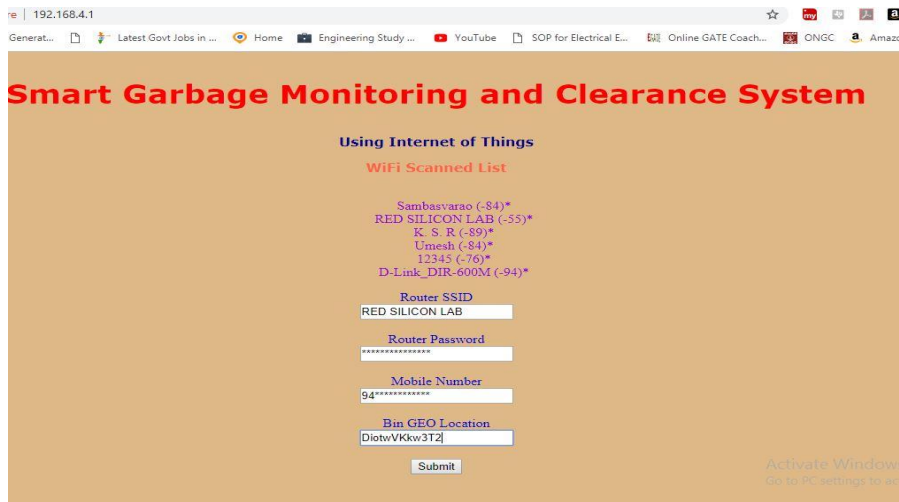 re | 192.168.4.1
Generat... Latest Govt Jobs in ... Home Engineering Study ... YouTube SOP for Electrical E... Online GATE Coach... ONGC Amazo
Smart Garbage Monitoring and Clearance System
Using Internet of Things
WiFi Scanned List
Sambasvarao (-84)*
RED SILICON LAB (-55)*
K. S. R (-89)*
Umesh (-84)*
12345 (-76)*
D-Link_DIR-600M (-94)*
Router SSID
RED SILICON LAB
Router Password
***************
Mobile Number
94************
Bin GEO Location
DiotwVKkw3T2
Submit
Activate Window
Go to PC settings to ac